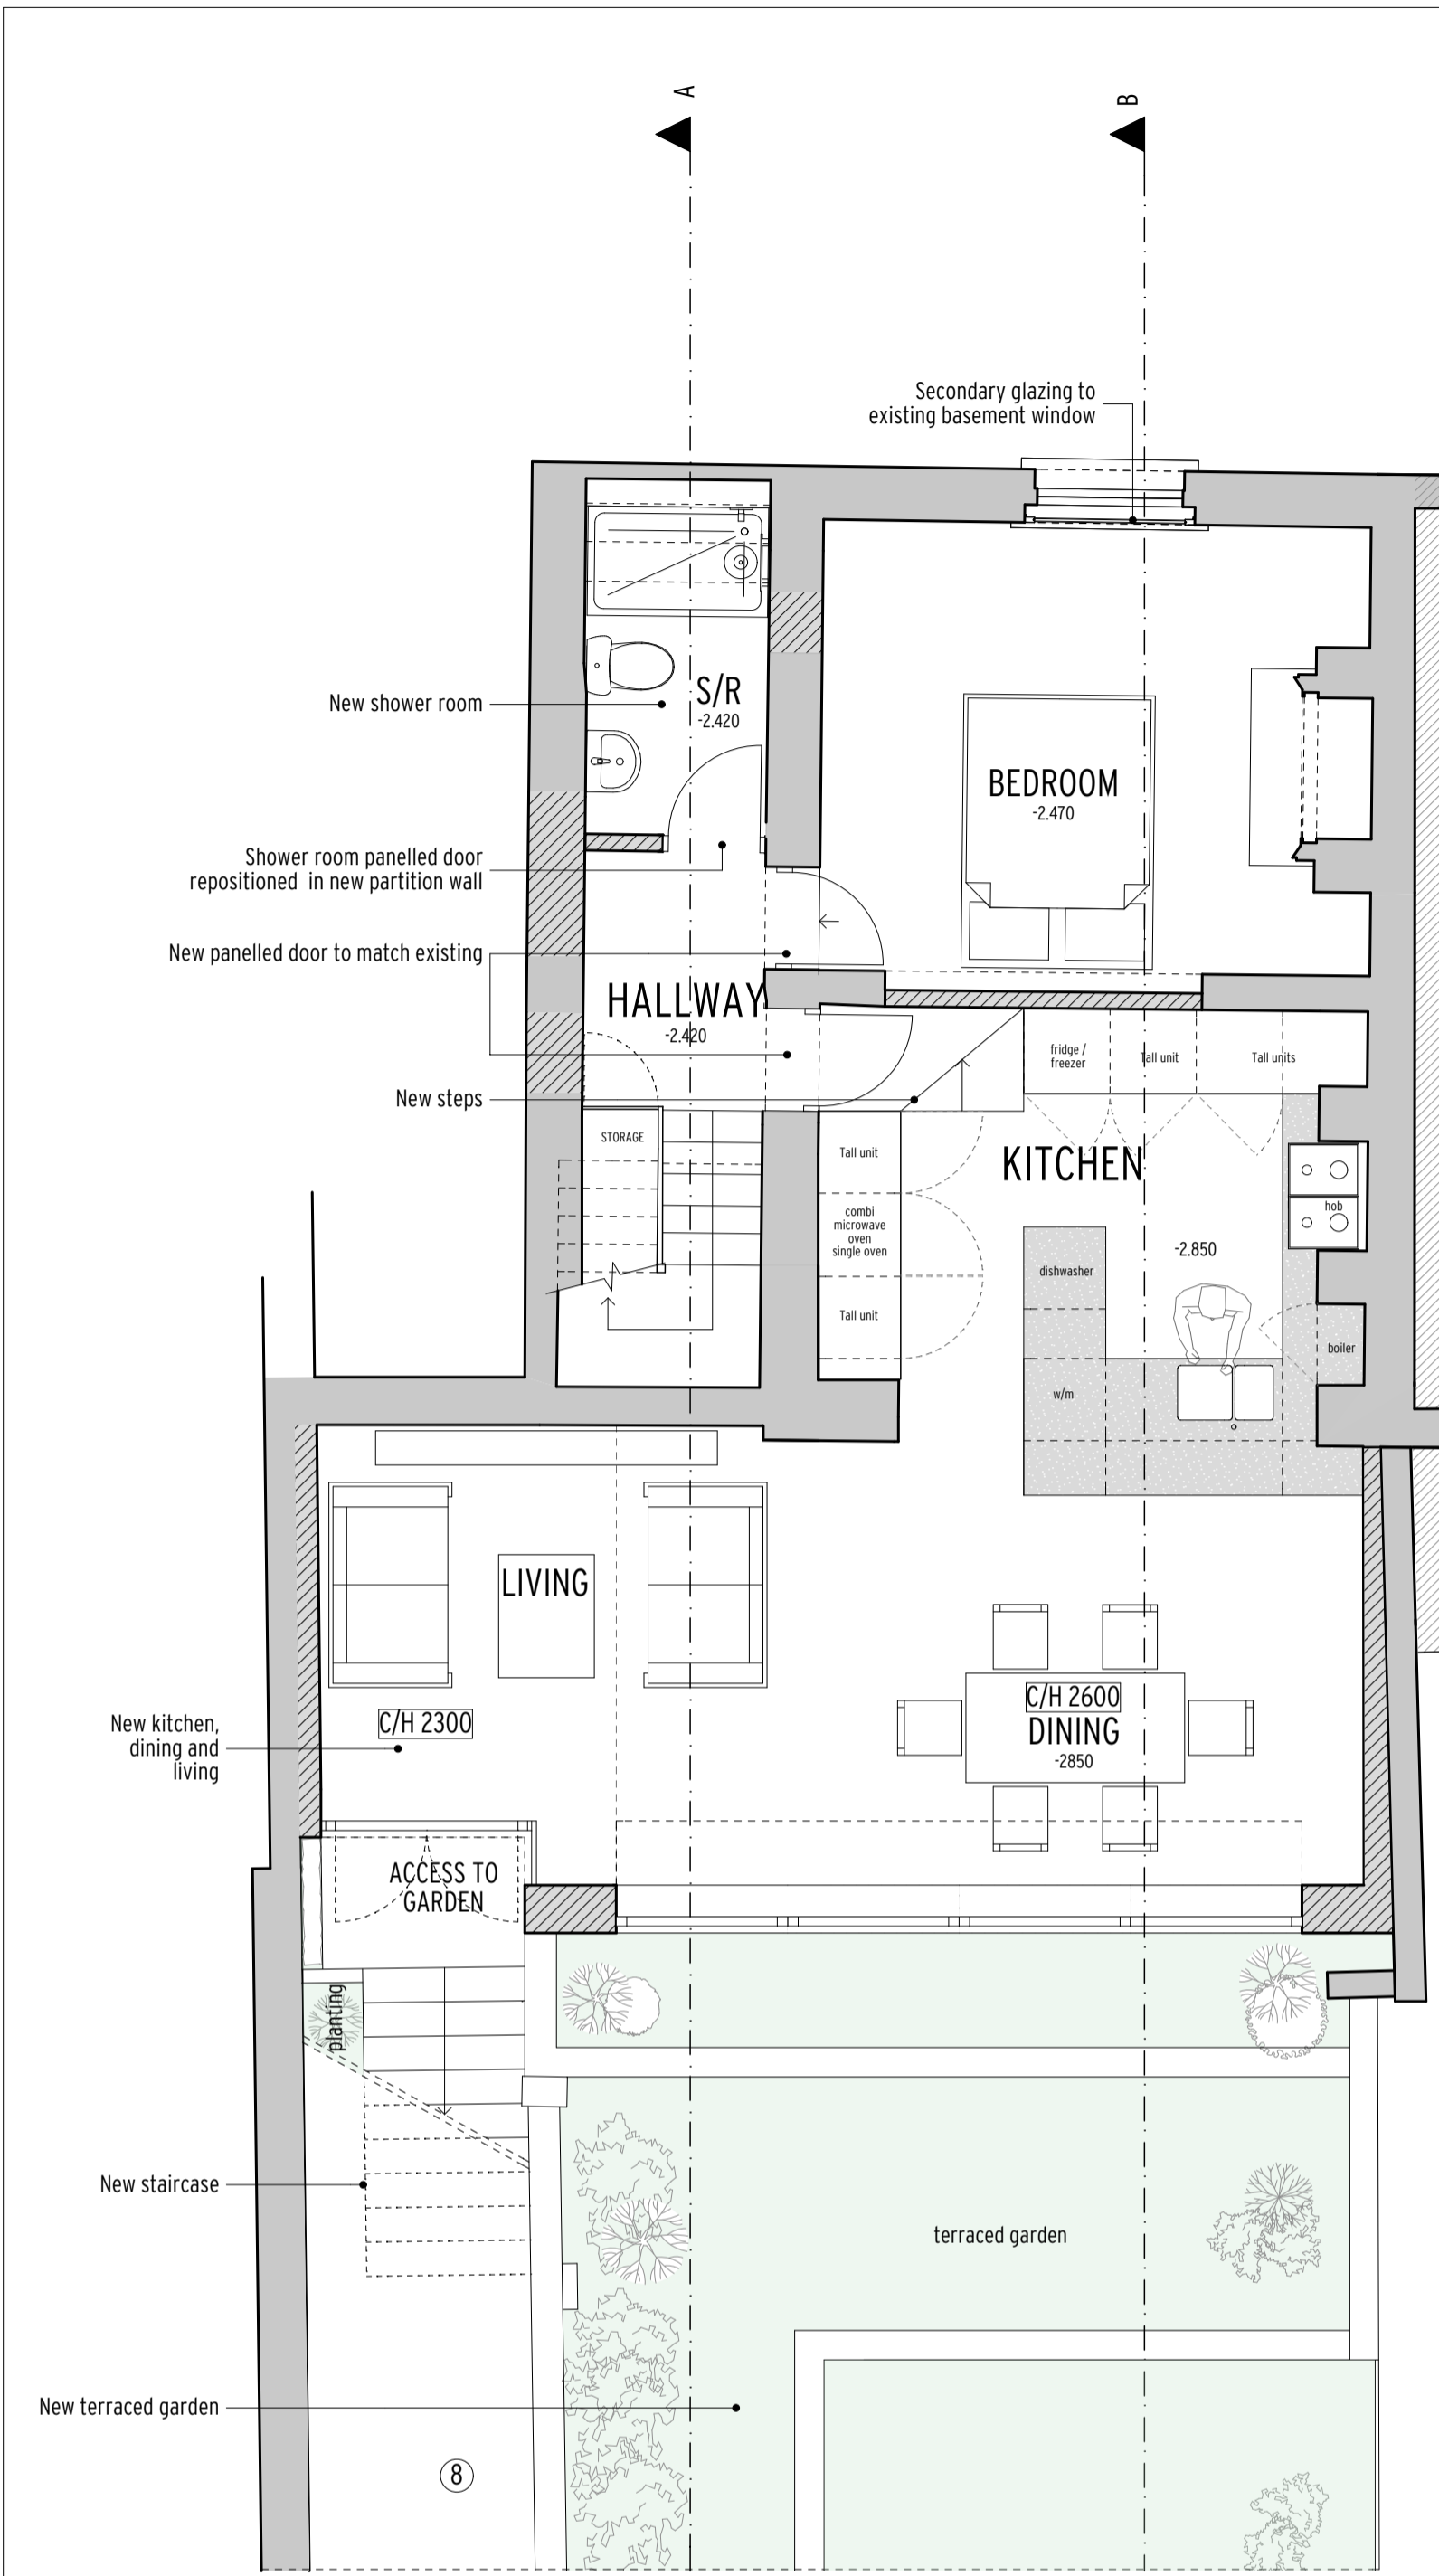 A
B
Secondary glazing to
existing basement window
New shower room
S/R
-2.420
BEDROOM
-2.470
Shower room panelled door
repositioned in new partition wall
New panelled door to match existing
HALLWAY
-2.420
fridge /
freezer
Tall unit
Tall units
New steps
STORAGE
Tall unit
KITCHEN
hob
combi
microwave
oven
single oven
-2.850
dishwasher
Tall unit
boiler
w/m
LIVING
C/H 2300
C/H 2600
DINING
-2850
New kitchen,
dining and
living
ACCESS TO
GARDEN
planting
New staircase
terraced garden
New terraced garden
8